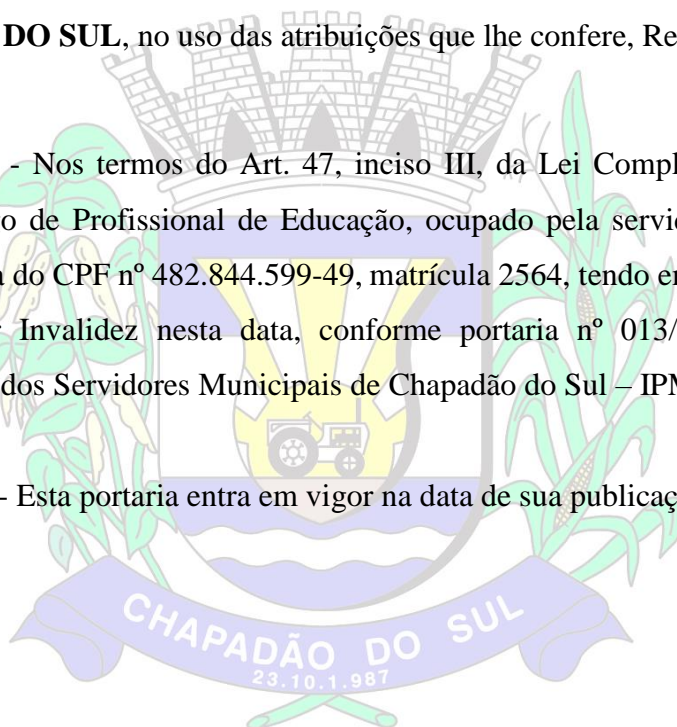 DO SUL, no uso das atribuições que lhe confere, Re
- Nos termos do Art. 47, inciso III, da Lei Compl
o de Profissional de Educação, ocupado pela servi
a do CPF nº 482.844.599-49, matrícula 2564, tendo e
r Invalidez nesta data, conforme portaria nº 013/
dos Servidores Municipais de Chapadão do Sul – IPM
- Esta portaria entra em vigor na data de sua publicaç
CHAPADÃO DO SUL
23.10.1.987